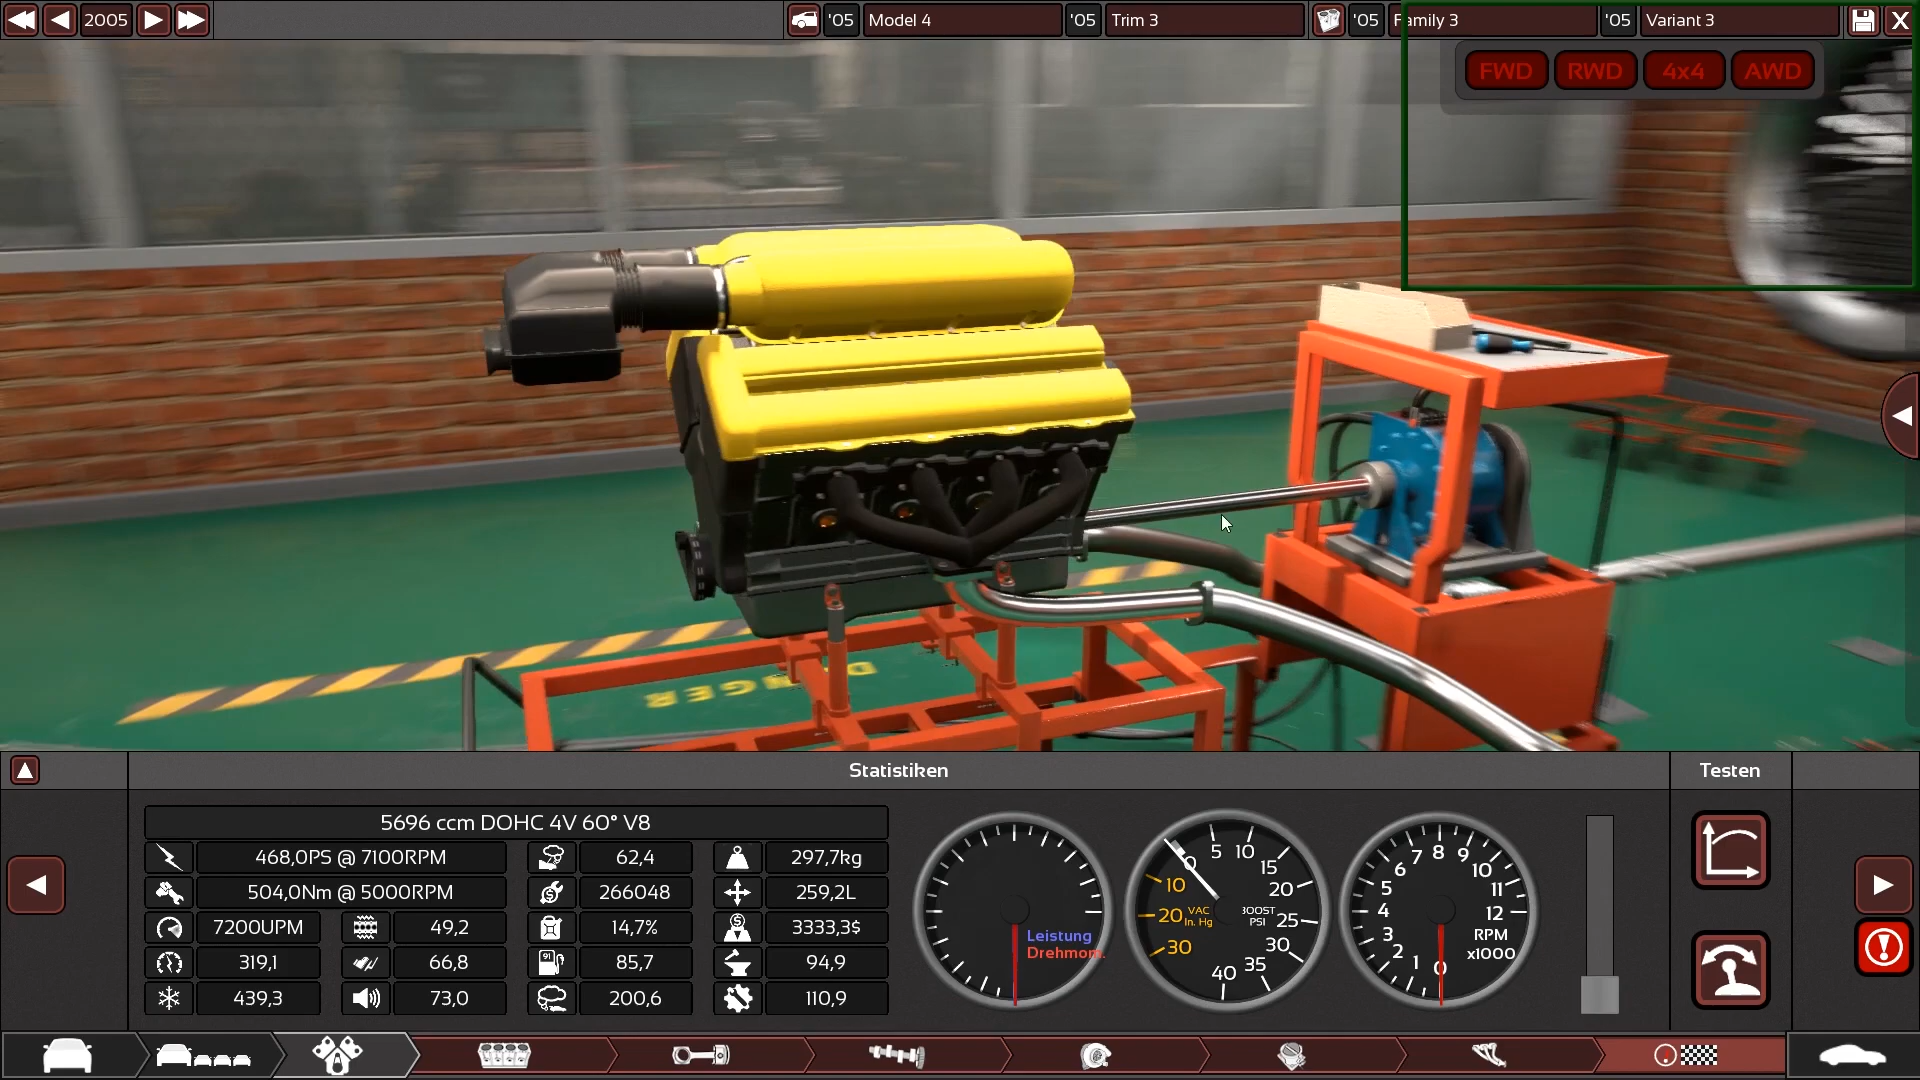 2005
'05
Model 4
'05
Trim 3
'05
Family 3
'05
Variant 3
X
FWD
RWD
4x4
AWD
Statistiken
Testen
5696 ccm DOHC 4V 60° V8
468,0PS @ 7100RPM
62,4
297,7kg
504,0Nm @ 5000RPM
266048
259,2L
7200UPM
49,2
14,7%
3333,3$
319,1
66,8
91
85,7
94,9
439,3
73,0
200,6
110,9
Leistung
Drehmom.
0
5
10
15
20
25
30
35
40
10
20
30
VAC
In. Hg
BOOST
PSI
0
1
2
3
4
5
6
7
8
9
10
11
12
RPM
x1000